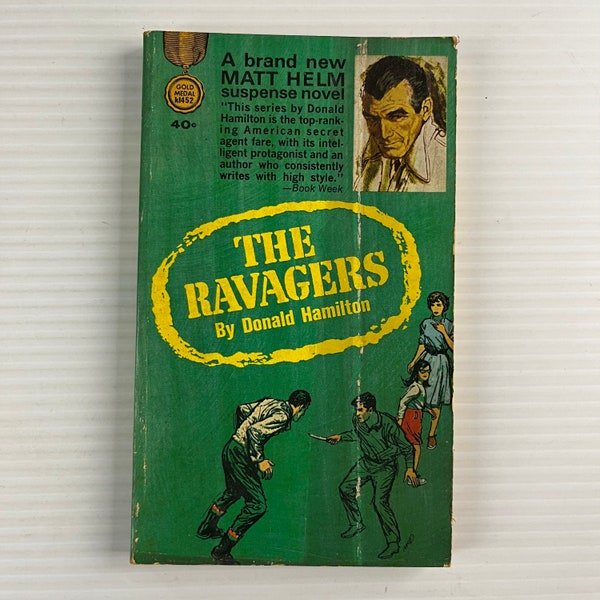 GOLD
MEDAL
k1452
40¢
A brand new
MATT HELM
suspense novel
"This series by Donald
Hamilton is the top-rank-
ing American secret
agent fare, with its intel-
ligent protagonist and an
author who consistently
writes with high style."
—Book Week
THE
RAVAGERS
By Donald Hamilton